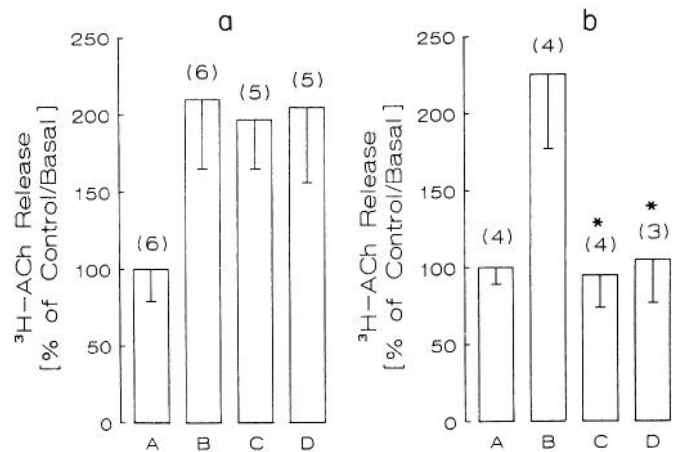 a
³H–ACh Release
[% of Control/Basal]
250
200
150
100
50
0
(6)
(6)
(5)
(5)
A
B
C
D
b
³H–ACh Release
[% of Control/Basal]
250
200
150
100
50
0
(4)
(4)
*
(4)
*
(3)
A
B
C
D